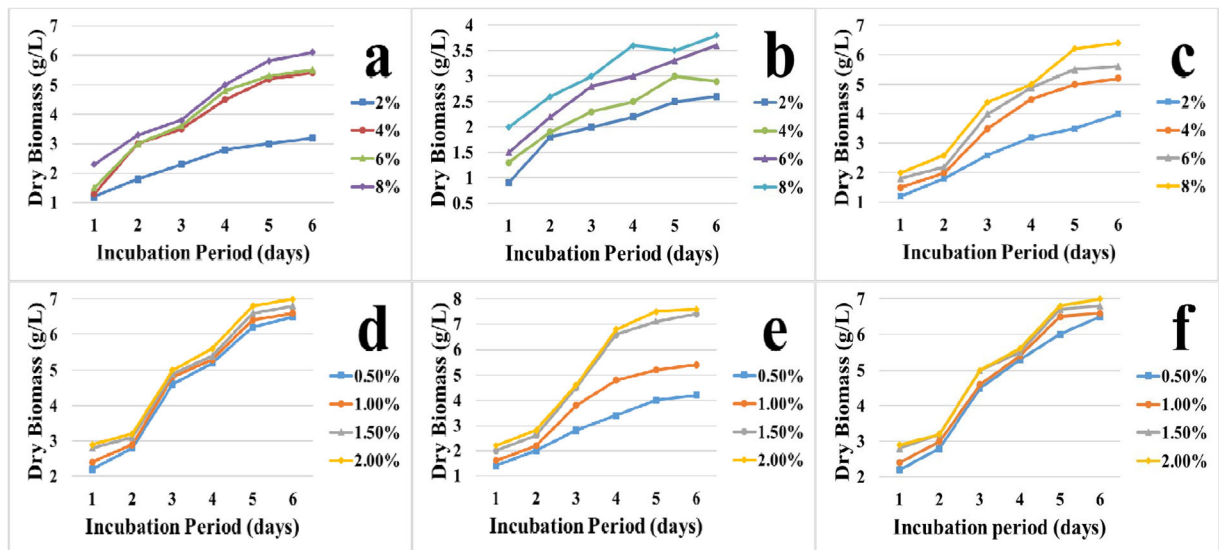 Dry Biomass (g/L)
7
6
5
4
3
2
1
1 2 3 4 5 6
Incubation Period (days)
a
2%
4%
6%
8%
Dry Biomass (g/L)
4
3.5
3
2.5
2
1.5
1
0.5
1 2 3 4 5 6
Incubation Period (days)
b
2%
4%
6%
8%
Dry Biomass (g/L)
7
6
5
4
3
2
1
1 2 3 4 5 6
Incubation Period (days)
c
2%
4%
6%
8%
Dry Biomass (g/L)
7
6
5
4
3
2
1 2 3 4 5 6
Incubation Period (days)
d
0.50%
1.00%
1.50%
2.00%
Dry Biomass (g/L)
8
7
6
5
4
3
2
1
1 2 3 4 5 6
Incubation Period (days)
e
0.50%
1.00%
1.50%
2.00%
Dry Biomass (g/L)
7
6
5
4
3
2
1 2 3 4 5 6
Incubation period (days)
f
0.50%
1.00%
1.50%
2.00%